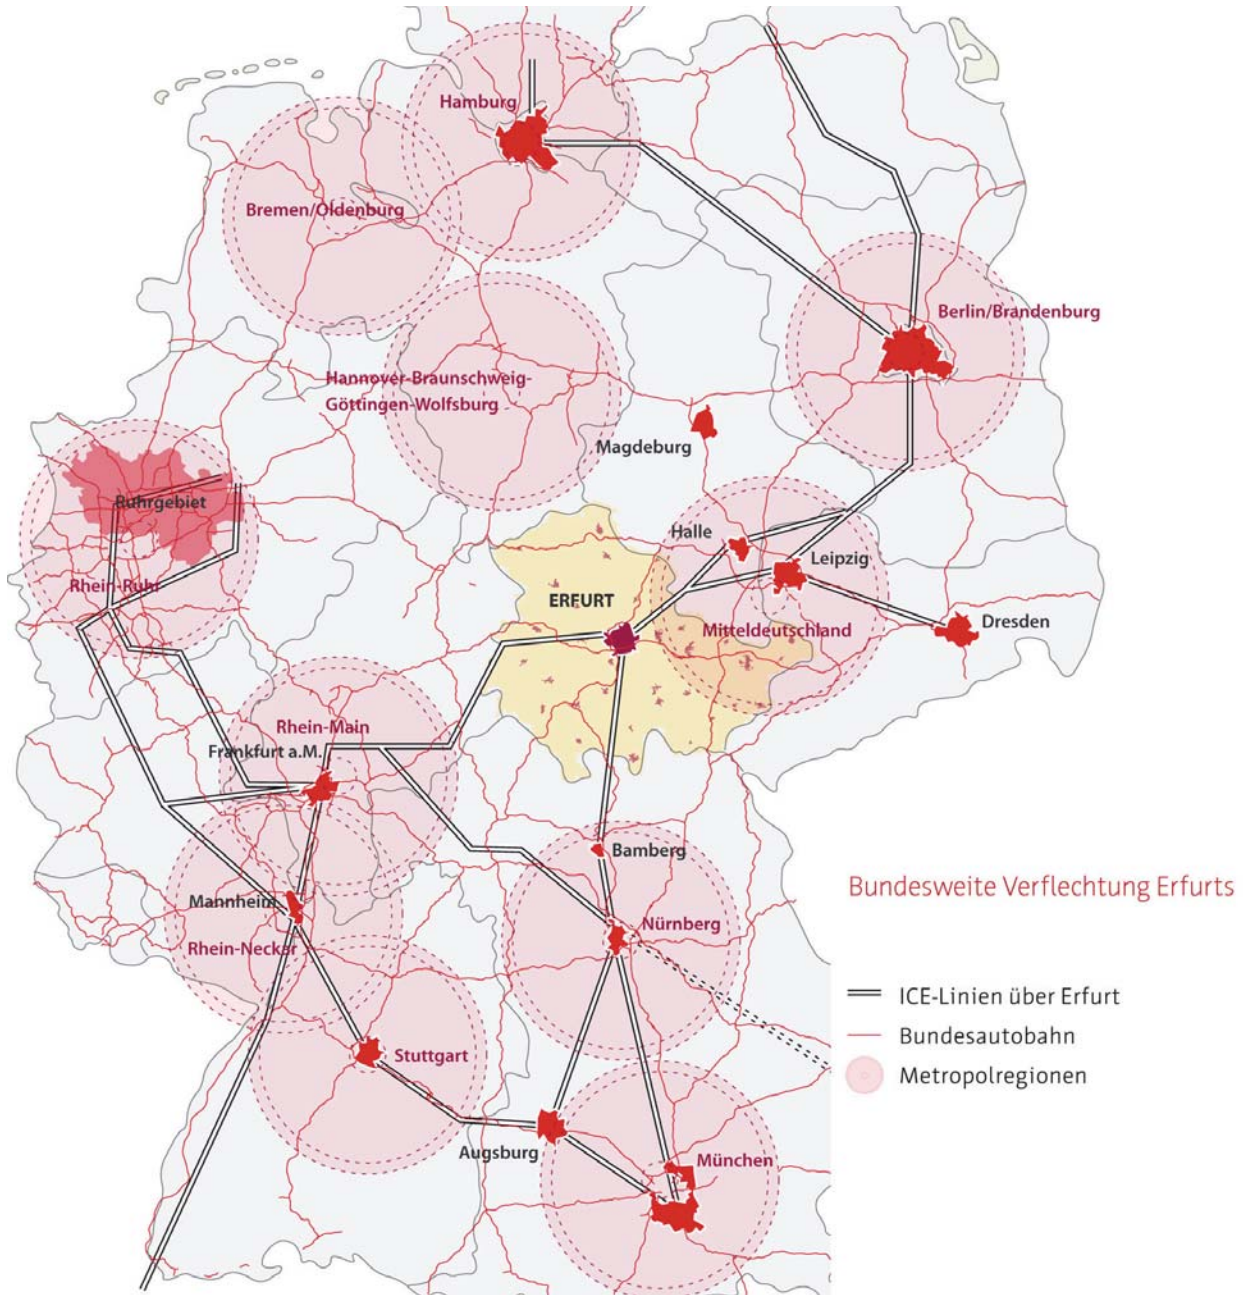 Hamburg
Bremen/Oldenburg
Berlin/Brandenburg
Hannover-Braunschweig-
Göttingen-Wolfsburg
Magdeburg
Ruhrgebiet
Halle
Leipzig
Rhein-Ruhr
ERFURT
Mitteldeutschland
Dresden
Rhein-Main
Frankfurt a.M.
Bamberg
Bundesweite Verflechtung Erfurts
Mannheim
Nürnberg
Rhein-Neckar
ICE-Linien über Erfurt
Bundesautobahn
Stuttgart
Metropolregionen
Augsburg
München